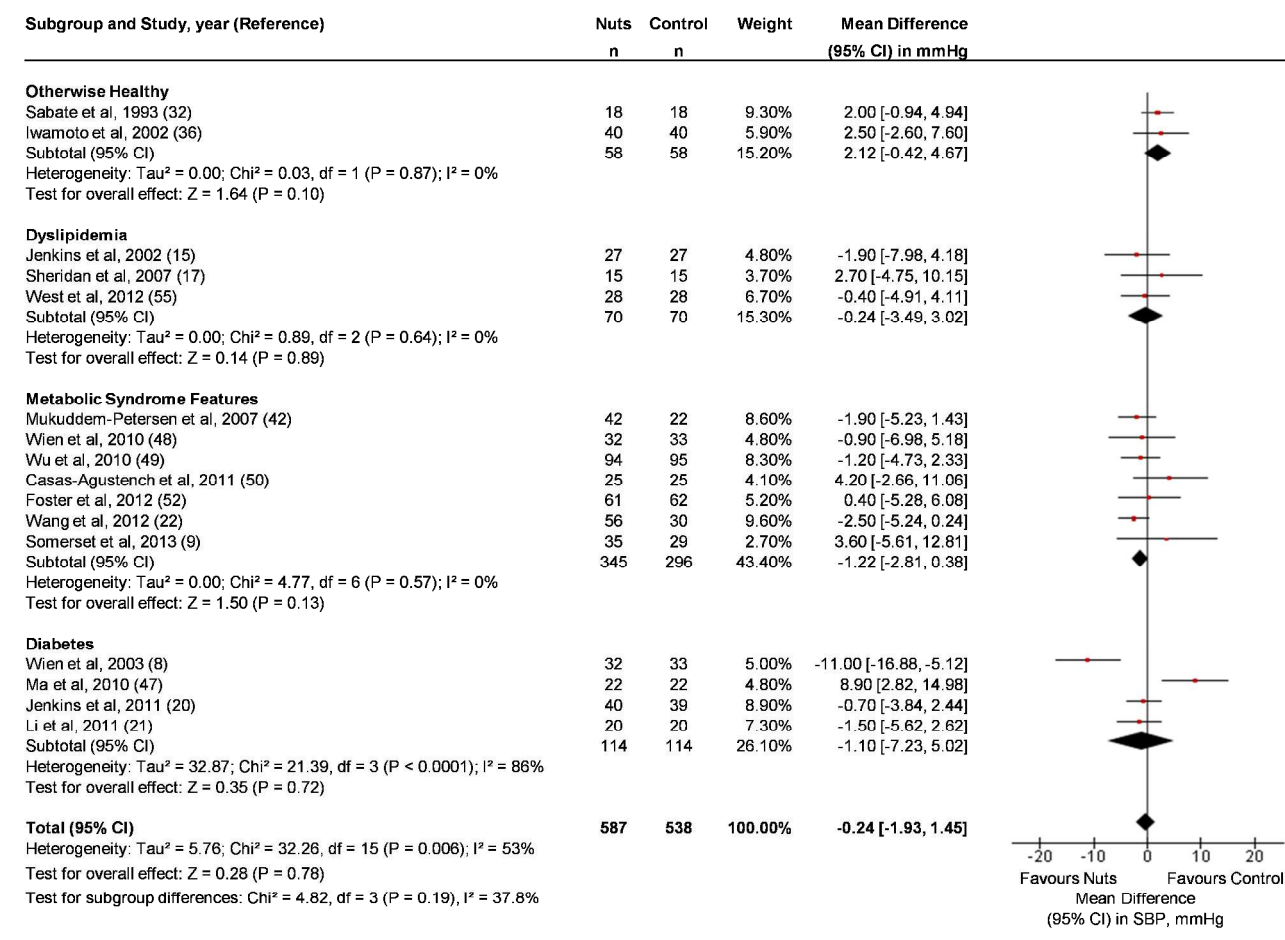 Subgroup and Study, year (Reference) Nuts Control Weight Mean Difference
n n (95% CI) in mmHg
Otherwise Healthy
Sabate et al, 1993 (32) 18 18 9.30% 2.00 [-0.94, 4.94]
Iwamoto et al, 2002 (36) 40 40 5.90% 2.50 [-2.60, 7.60]
Subtotal (95% CI) 58 58 15.20% 2.12 [-0.42, 4.67]
Heterogeneity: Tau² = 0.00; Chi² = 0.03, df = 1 (P = 0.87); I² = 0%
Test for overall effect: Z = 1.64 (P = 0.10)
Dyslipidemia
Jenkins et al, 2002 (15) 27 27 4.80% -1.90 [-7.98, 4.18]
Sheridan et al, 2007 (17) 15 15 3.70% 2.70 [-4.75, 10.15]
West et al, 2012 (55) 28 28 6.70% -0.40 [-4.91, 4.11]
Subtotal (95% CI) 70 70 15.30% -0.24 [-3.49, 3.02]
Heterogeneity: Tau² = 0.00; Chi² = 0.89, df = 2 (P = 0.64); I² = 0%
Test for overall effect: Z = 0.14 (P = 0.89)
Metabolic Syndrome Features
Mukuddem-Petersen et al, 2007 (42) 42 22 8.60% -1.90 [-5.23, 1.43]
Wien et al, 2010 (48) 32 33 4.80% -0.90 [-6.98, 5.18]
Wu et al, 2010 (49) 94 95 8.30% -1.20 [-4.73, 2.33]
Casas-Agustench et al, 2011 (50) 25 25 4.10% 4.20 [-2.66, 11.06]
Foster et al, 2012 (52) 61 62 5.20% 0.40 [-5.28, 6.08]
Wang et al, 2012 (22) 56 30 9.60% -2.50 [-5.24, 0.24]
Somerset et al, 2013 (9) 35 29 2.70% 3.60 [-5.61, 12.81]
Subtotal (95% CI) 345 296 43.40% -1.22 [-2.81, 0.38]
Heterogeneity: Tau² = 0.00; Chi² = 4.77, df = 6 (P = 0.57); I² = 0%
Test for overall effect: Z = 1.50 (P = 0.13)
Diabetes
Wien et al, 2003 (8) 32 33 5.00% -11.00 [-16.88, -5.12]
Ma et al, 2010 (47) 22 22 4.80% 8.90 [2.82, 14.98]
Jenkins et al, 2011 (20) 40 39 8.90% -0.70 [-3.84, 2.44]
Li et al, 2011 (21) 20 20 7.30% -1.50 [-5.62, 2.62]
Subtotal (95% CI) 114 114 26.10% -1.10 [-7.23, 5.02]
Heterogeneity: Tau² = 32.87; Chi² = 21.39, df = 3 (P < 0.0001); I² = 86%
Test for overall effect: Z = 0.35 (P = 0.72)
Total (95% CI) 587 538 100.00% -0.24 [-1.93, 1.45]
Heterogeneity: Tau² = 5.76; Chi² = 32.26, df = 15 (P = 0.006); I² = 53%
Test for overall effect: Z = 0.28 (P = 0.78)
Test for subgroup differences: Chi² = 4.82, df = 3 (P = 0.19), I² = 37.8%
-20 -10 0 10 20
Favours Nuts Favours Control
Mean Difference
(95% CI) in SBP, mmHg